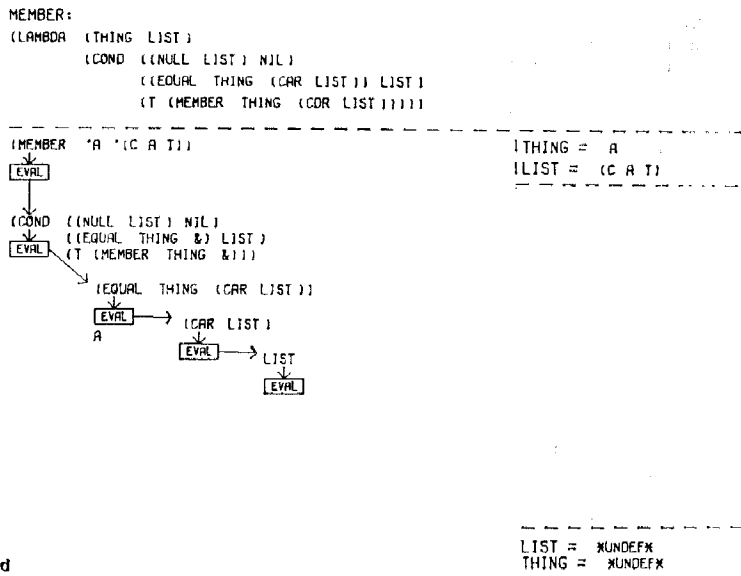 MEMBER:
(LAMBDA (THING LIST)
(COND ((NULL LIST) NIL)
((EQUAL THING (CAR LIST)) LIST)
(T (MEMBER THING (CDR LIST)))))
(MEMBER 'A '(C A T))
EVAL
(COND ((NULL LIST) NIL)
((EQUAL THING &) LIST)
EVAL (T (MEMBER THING &)))
(EQUAL THING (CAR LIST))
EVAL
A
(CAR LIST)
EVAL
LIST
EVAL
THING = A
LIST = (C A T)
LIST = *UNDEF*
THING = *UNDEF*
d